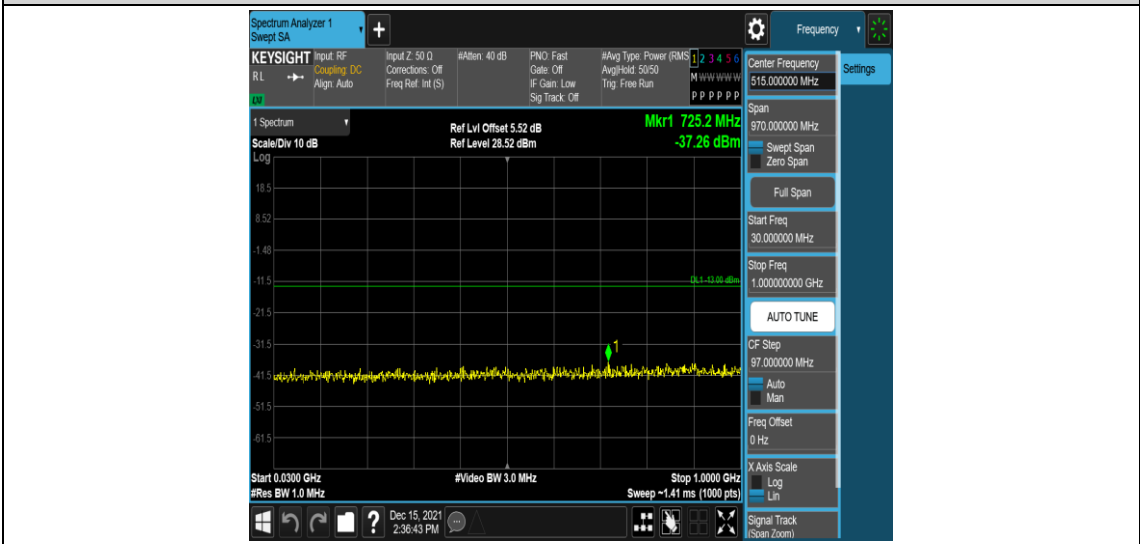 Spectrum Analyzer 1
Swept SA
+
Frequency
KEYSIGHT
RL
LXI
Input: RF
Coupling: DC
Align: Auto
Input Z: 50 Ω
Corrections: Off
Freq Ref: Int (S)
#Atten: 40 dB
PNO: Fast
Gate: Off
IF Gain: Low
Sig Track: Off
#Avg Type: Power (RMS
Avg|Hold: 50/50
Trig: Free Run
1 2 3 4 5 6
M W W W W W
P P P P P P
Center Frequency
515.000000 MHz
Settings
Span
970.000000 MHz
Swept Span
Zero Span
Full Span
Start Freq
30.000000 MHz
Stop Freq
1.000000000 GHz
AUTO TUNE
CF Step
97.000000 MHz
Auto
Man
Freq Offset
0 Hz
X Axis Scale
Log
Lin
Signal Track
(Span Zoom)
1 Spectrum
Scale/Div 10 dB
Log
Ref Lvl Offset 5.52 dB
Ref Level 28.52 dBm
Mkr1 725.2 MHz
-37.26 dBm
18.5
8.52
-1.48
-11.5
DL1 -13.00 dBm
-21.5
-31.5
1
-41.5
-51.5
-61.5
Start 0.0300 GHz
#Res BW 1.0 MHz
#Video BW 3.0 MHz
Stop 1.0000 GHz
Sweep ~1.41 ms (1000 pts)
?
Dec 15, 2021
2:36:43 PM